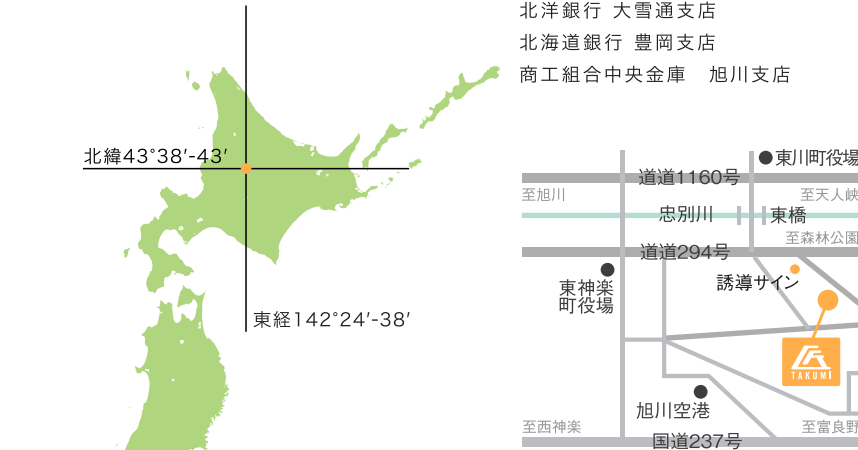 北洋銀行 大雪通支店
北海道銀行 豊岡支店
商工組合中央金庫　旭川支店
北緯43°38′-43′
東経142°24′-38′
東川町役場
道道1160号
至旭川
至天人峡
忠別川
東橋
至森林公園
道道294号
誘導サイン
東神楽
町役場
TAKUMI
旭川空港
至西神楽
至富良野
国道237号